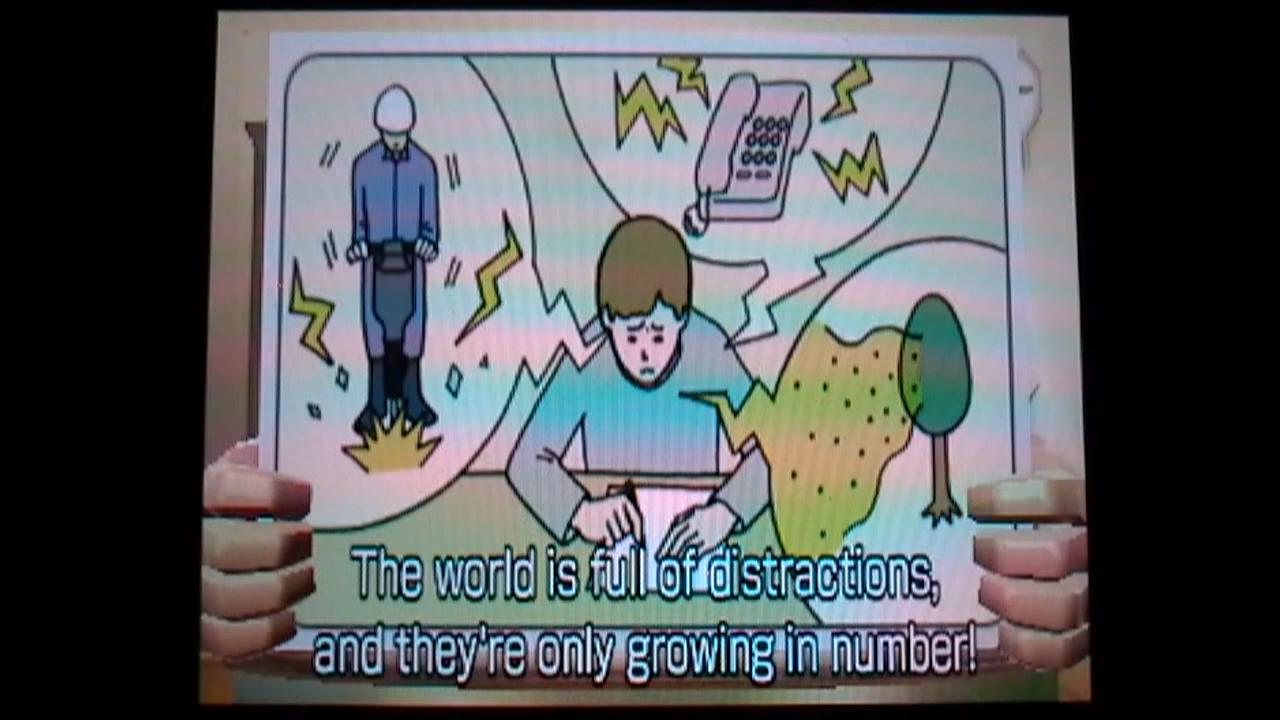 The world is full of distractions,
and they're only growing in number!